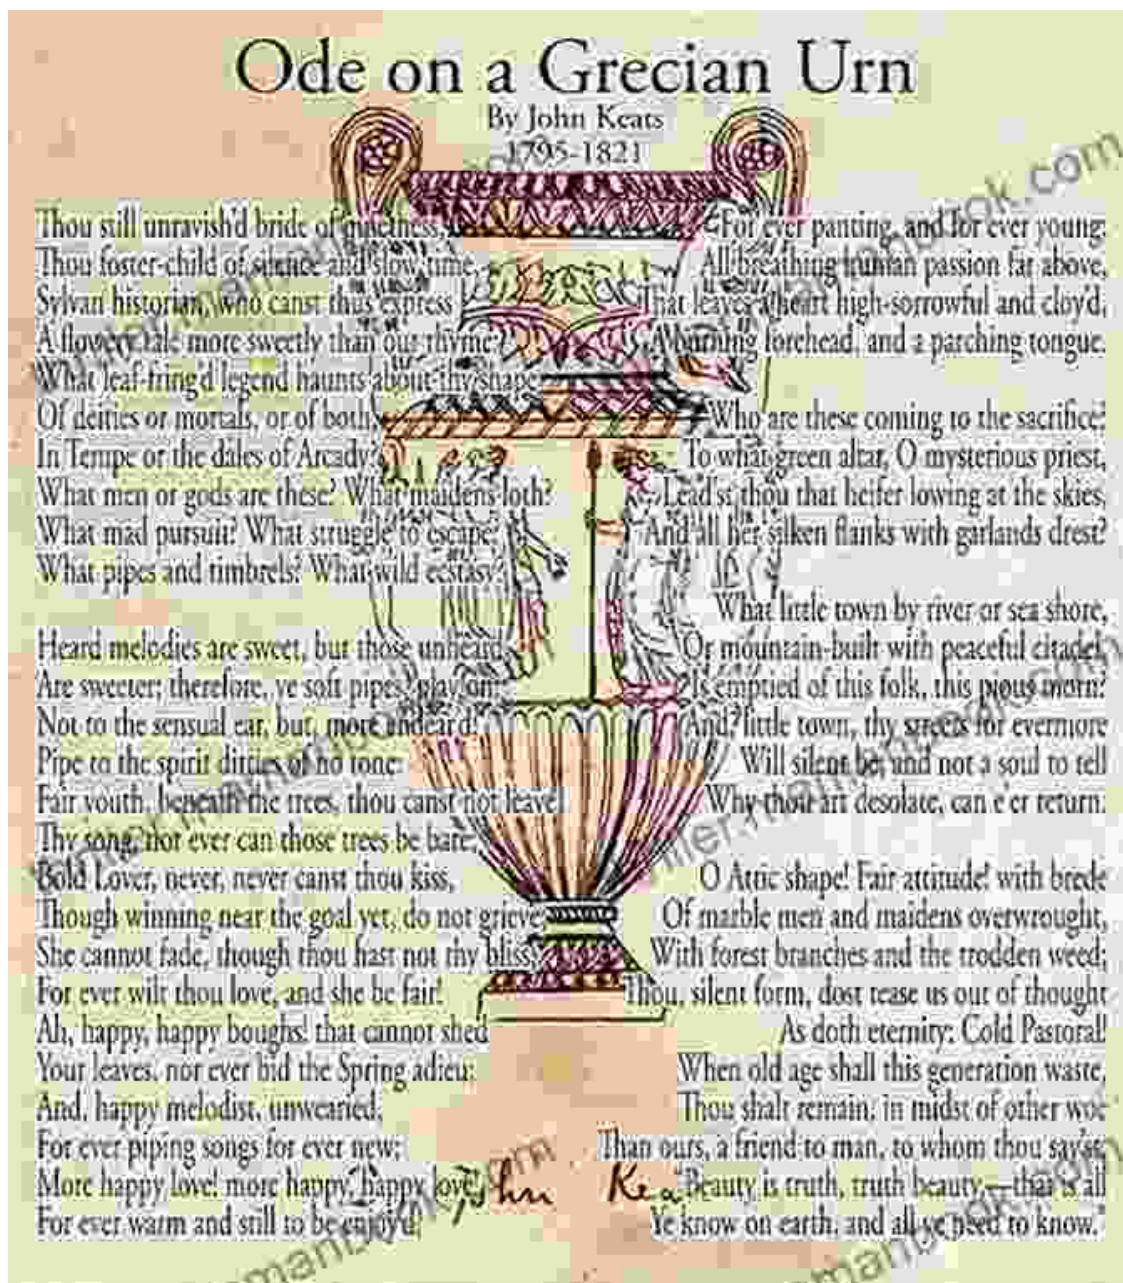 Ode on a Grecian Urn
By John Keats
1795-1821
Thou still unravish'd bride of quietness,
Thou foster-child of silence and slow time,
Sylvan historian, who canst thus express
A flowery tale more sweetly than our rhyme?
What leaf-fring'd legend haunts about thy shape
Of deities or mortals, or of both,
In Tempe or the dales of Arcady?
What men or gods are these? What maidens loth?
What mad pursuit? What struggle to escape?
What pipes and timbrels? What wild ecstasy?
Heard melodies are sweet, but those unheard
Are sweeter; therefore, ye soft pipes, play on;
Not to the sensual ear, but, more endear'd,
Pipe to the spirit ditties of no tone:
Fair youth, beneath the trees, thou canst not leave
Thy song, nor ever can those trees be bare;
Bold Lover, never, never canst thou kiss,
Though winning near the goal yet, do not grieve;
She cannot fade, though thou hast not thy bliss,
For ever wilt thou love, and she be fair!
Ah, happy, happy boughs! that cannot shed
Your leaves, nor ever bid the Spring adieu;
And, happy melodist, unwearied,
For ever piping songs for ever new;
More happy love! more happy, happy love!
For ever warm and still to be enjoy'd,
For ever panting, and for ever young;
All breathing human passion far above,
That leaves a heart high-sorrowful and cloy'd,
A burning forehead, and a parching tongue.
Who are these coming to the sacrifice?
To what green altar, O mysterious priest,
Lead'st thou that heifer lowing at the skies,
And all her silken flanks with garlands drest?
What little town by river or sea shore,
Or mountain-built with peaceful citadel,
Is emptied of this folk, this pious morn?
And, little town, thy streets for evermore
Will silent be; and not a soul to tell
Why thou art desolate, can e'er return.
O Attic shape! Fair attitude! with brede
Of marble men and maidens overwrought,
With forest branches and the trodden weed;
Thou, silent form, dost tease us out of thought
As doth eternity: Cold Pastoral!
When old age shall this generation waste,
Thou shalt remain, in midst of other woe
Than ours, a friend to man, to whom thou say'st,
"Beauty is truth, truth beauty,—that is all
Ye know on earth, and all ye need to know."
John Kea